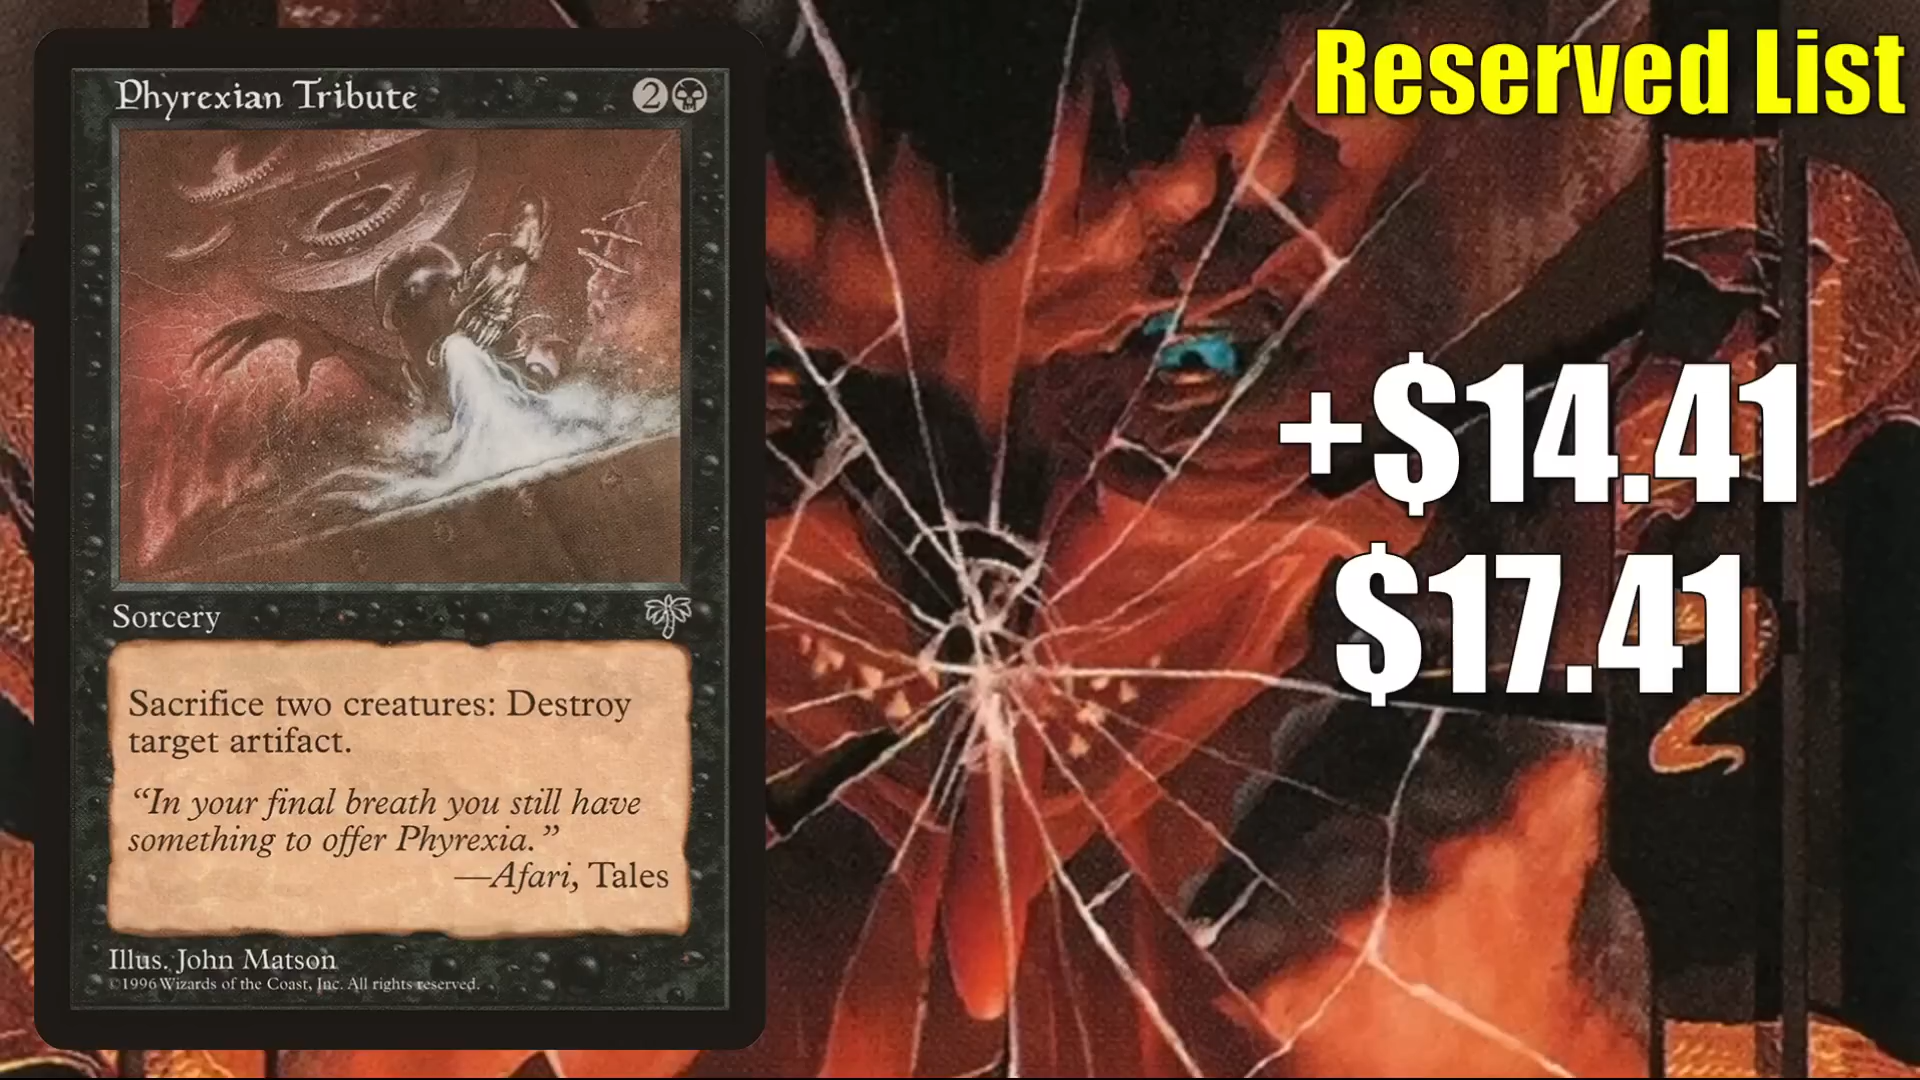 Phyrexian Tribute 2
Sorcery
Sacrifice two creatures: Destroy
target artifact.
“In your final breath you still have
something to offer Phyrexia.”
—Afari, Tales
Illus. John Matson
©1996 Wizards of the Coast, Inc. All rights reserved.
Reserved List
+$14.41
$17.41